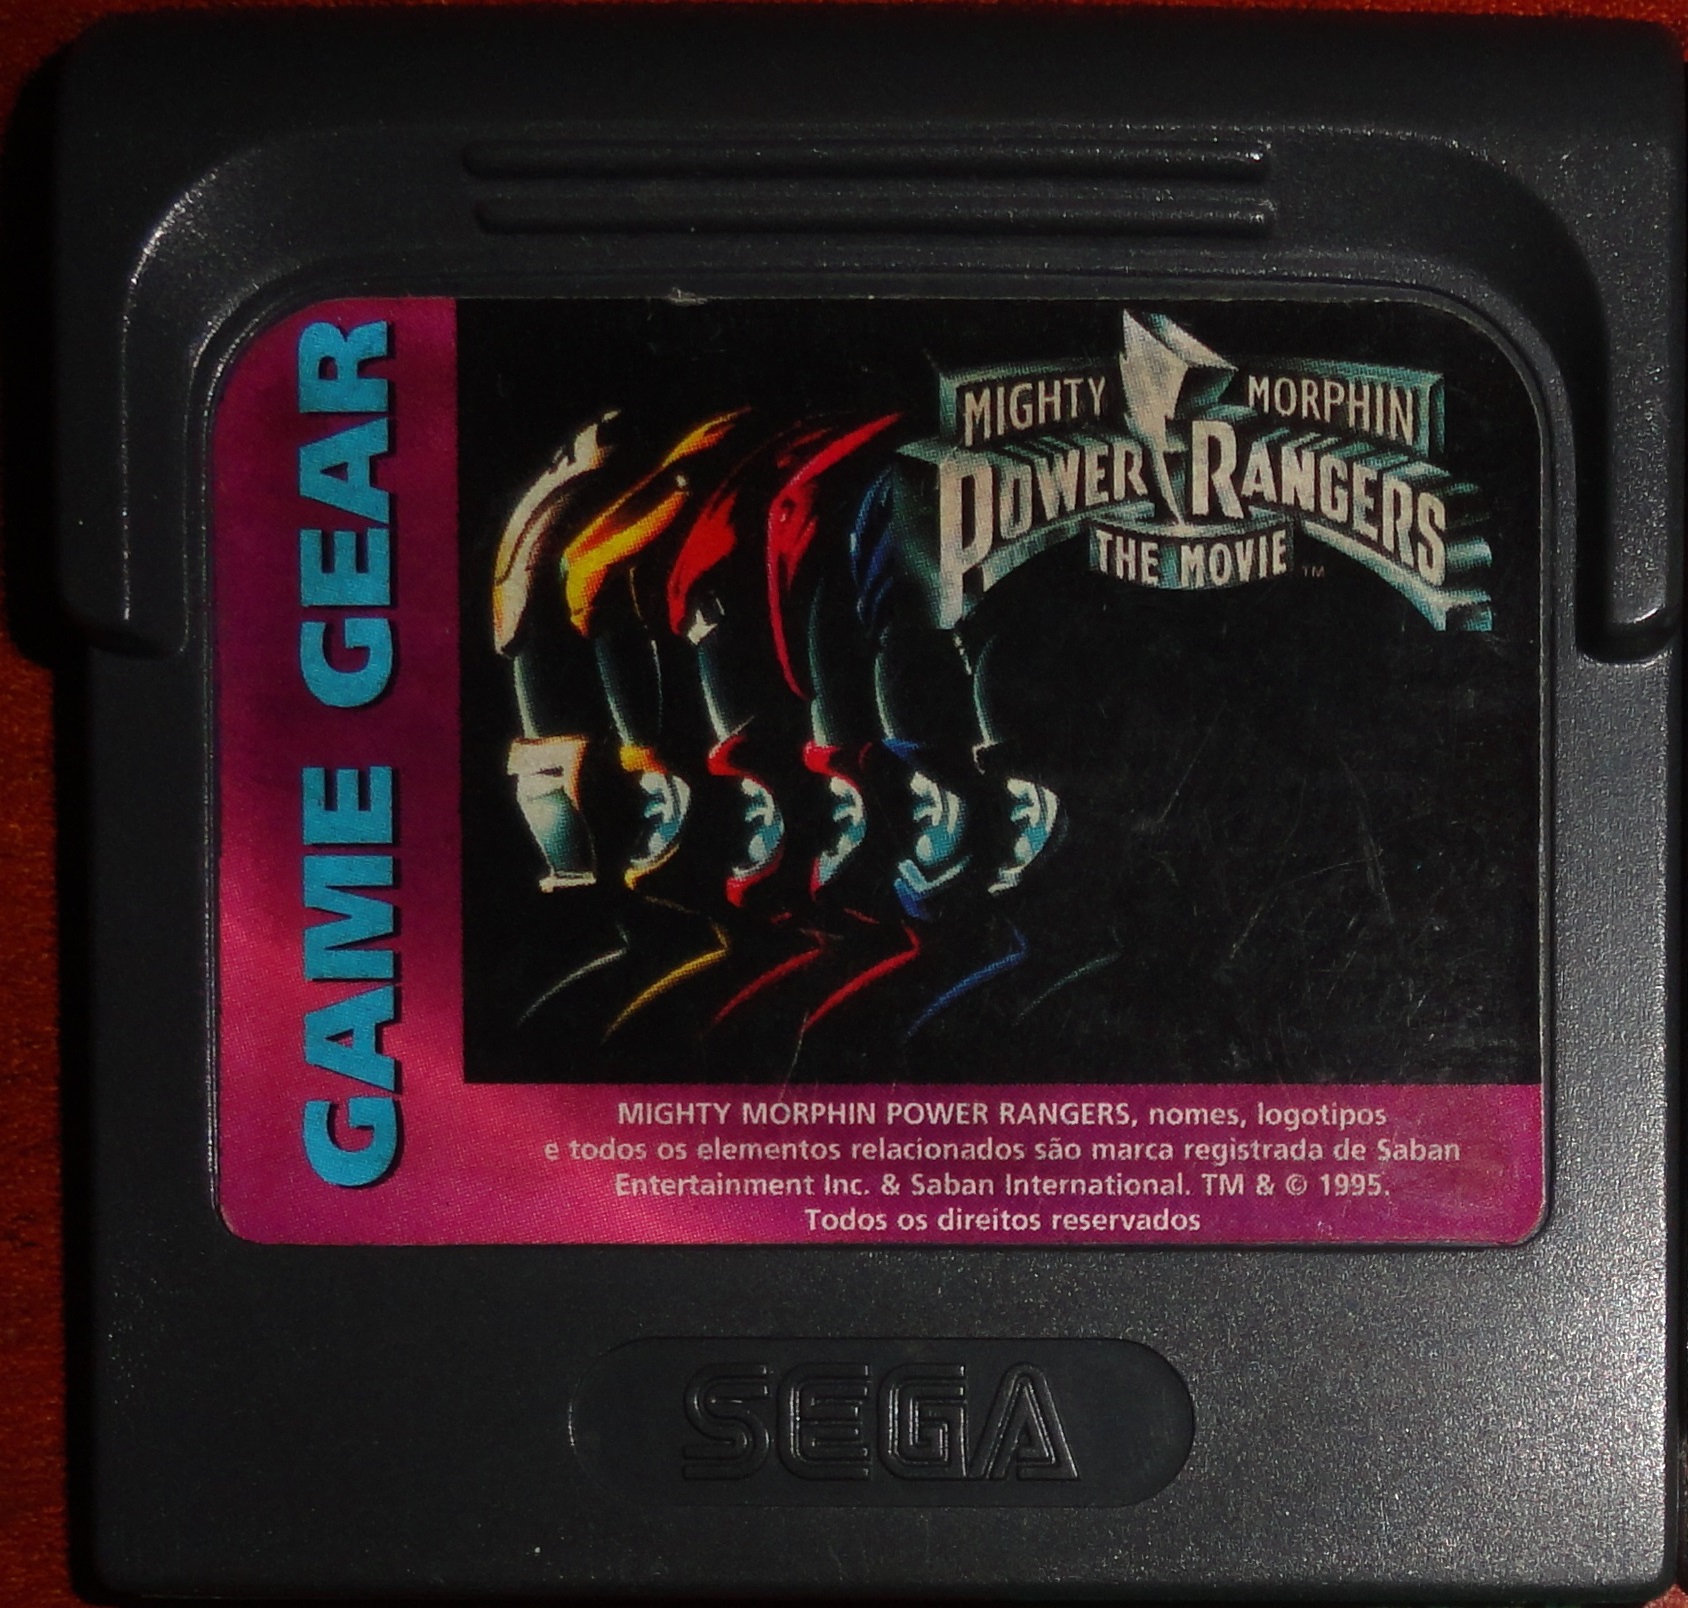 GAME GEAR
MIGHTY MORPHIN
POWER RANGERS
THE MOVIE ™
MIGHTY MORPHIN POWER RANGERS, nomes, logotipos
e todos os elementos relacionados são marca registrada de Saban
Entertainment Inc. & Saban International. TM & © 1995.
Todos os direitos reservados
SEGA